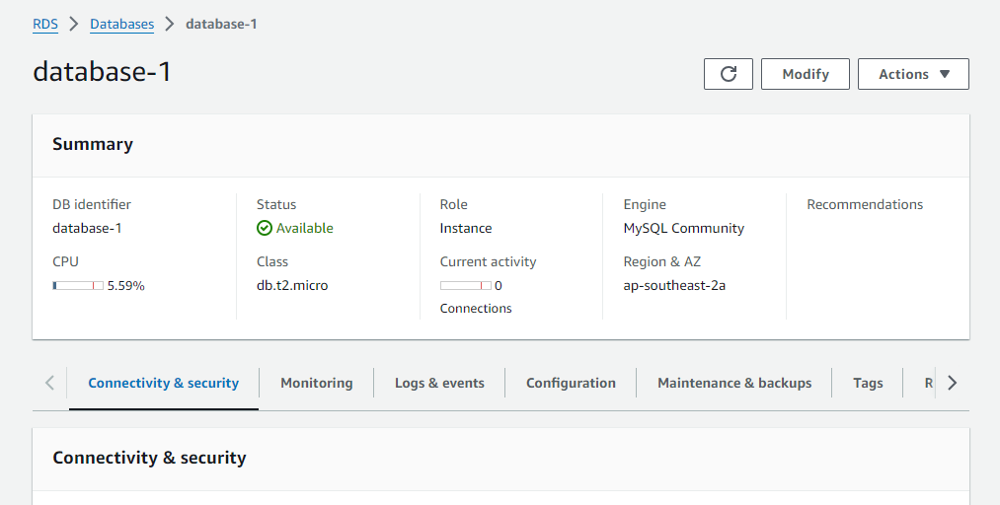 RDS > Databases > database-1
database-1
Modify
Actions
Summary
DB identifier
database-1
CPU
5.59%
Status
Available
Class
db.t2.micro
Role
Instance
Current activity
0
Connections
Engine
MySQL Community
Region & AZ
ap-southeast-2a
Recommendations
Connectivity & security
Monitoring
Logs & events
Configuration
Maintenance & backups
Tags
R
Connectivity & security